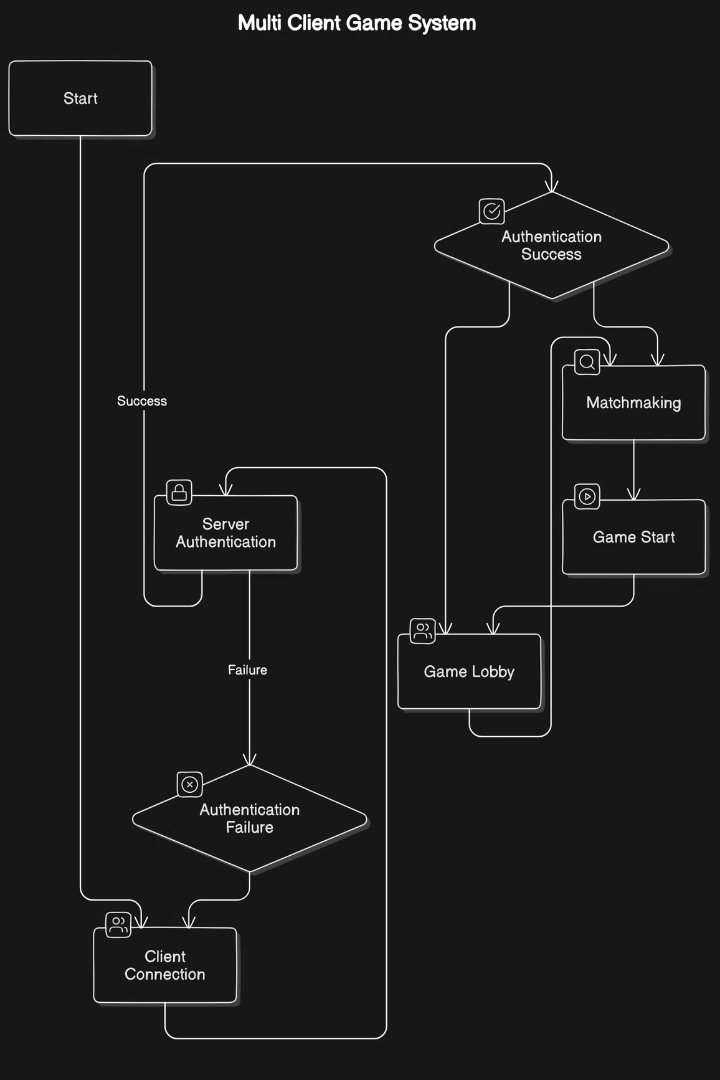 Multi Client Game System
Start
Authentication
Success
Success
Matchmaking
Server
Authentication
Game Start
Failure
Game Lobby
Authentication
Failure
Client
Connection